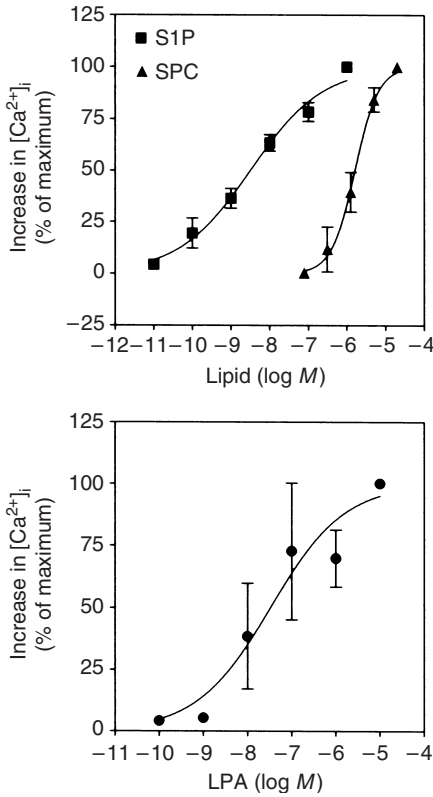 125
100
75
50
25
0
−25
Increase in [Ca2+]i
(% of maximum)
S1P
SPC
−12 −11 −10 −9 −8 −7 −6 −5 −4
Lipid (log M)
125
100
75
50
25
0
Increase in [Ca2+]i
(% of maximum)
−11 −10 −9 −8 −7 −6 −5 −4
LPA (log M)